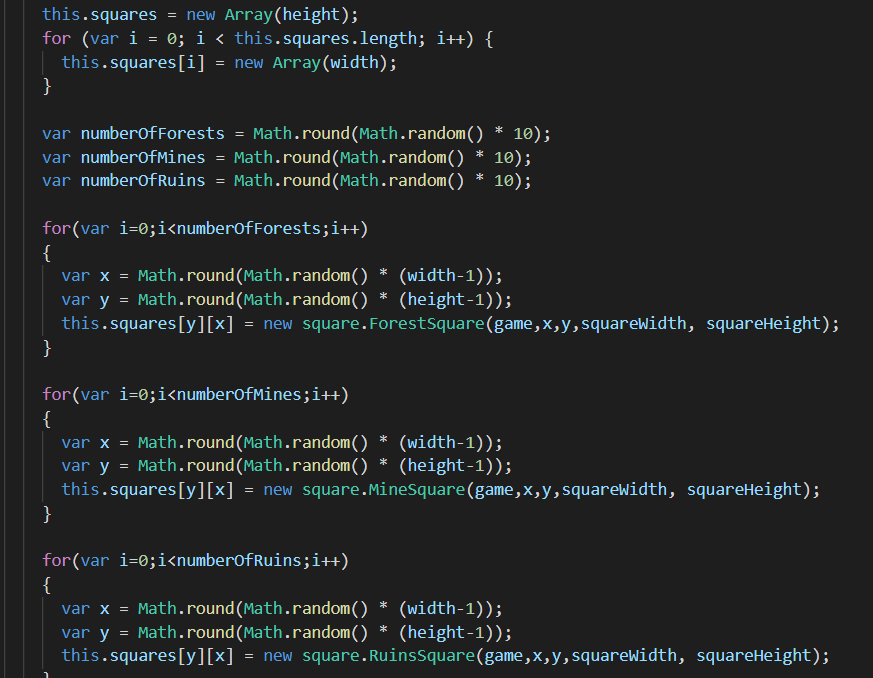 this.squares = new Array(height);
for (var i = 0; i < this.squares.length; i++) {
  this.squares[i] = new Array(width);
}

var numberOfForests = Math.round(Math.random() * 10);
var numberOfMines = Math.round(Math.random() * 10);
var numberOfRuins = Math.round(Math.random() * 10);

for(var i=0;i<numberOfForests;i++)
{
  var x = Math.round(Math.random() * (width-1));
  var y = Math.round(Math.random() * (height-1));
  this.squares[y][x] = new square.ForestSquare(game,x,y,squareWidth, squareHeight);
}

for(var i=0;i<numberOfMines;i++)
{
  var x = Math.round(Math.random() * (width-1));
  var y = Math.round(Math.random() * (height-1));
  this.squares[y][x] = new square.MineSquare(game,x,y,squareWidth, squareHeight);
}

for(var i=0;i<numberOfRuins;i++)
{
  var x = Math.round(Math.random() * (width-1));
  var y = Math.round(Math.random() * (height-1));
  this.squares[y][x] = new square.RuinsSquare(game,x,y,squareWidth, squareHeight);
}